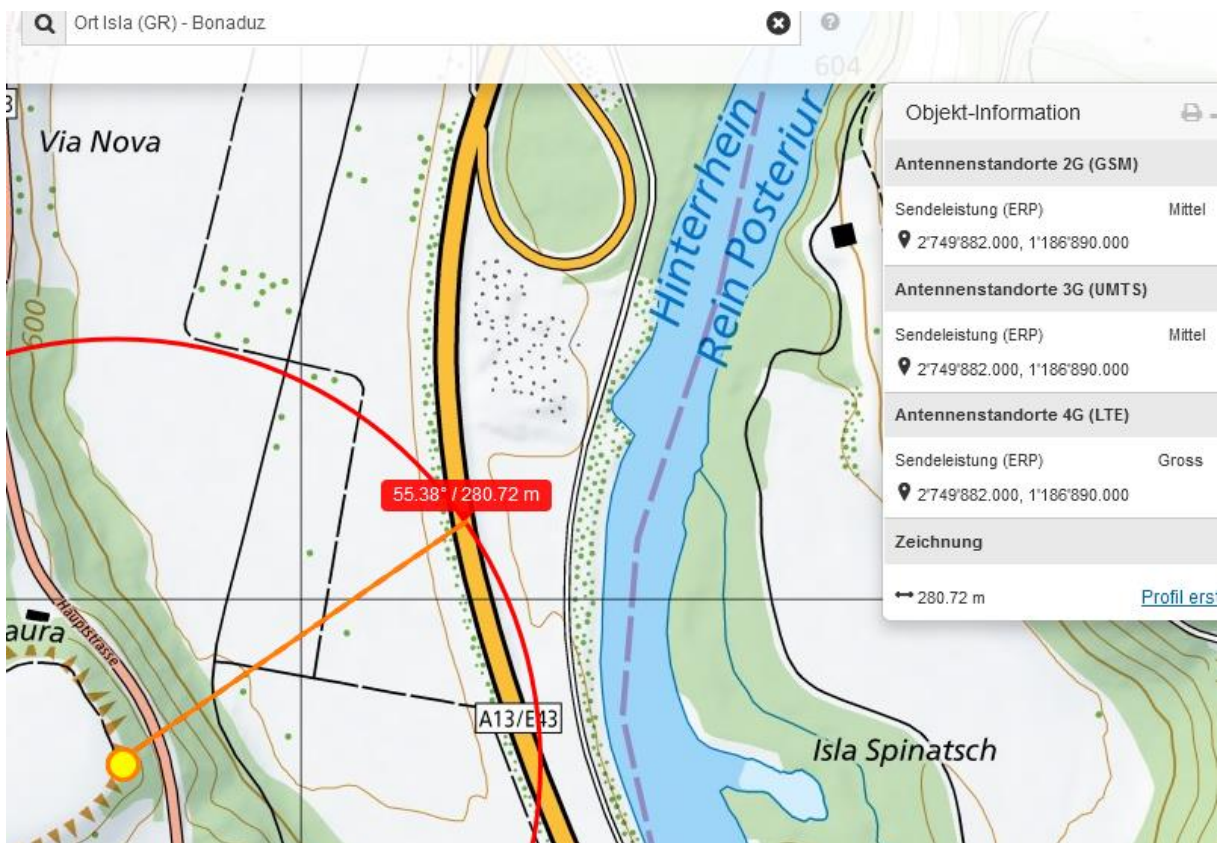 Ort Isla (GR) - Bonaduz
604
3
Via Nova
600
Hinterrhein
Rein Posteriur
55.38° / 280.72 m
aura
Hauptstrasse
A13/E43
Isla Spinatsch
Objekt-Information
Antennenstandorte 2G (GSM)
Sendeleistung (ERP) Mittel
2'749'882.000, 1'186'890.000
Antennenstandorte 3G (UMTS)
Sendeleistung (ERP) Mittel
2'749'882.000, 1'186'890.000
Antennenstandorte 4G (LTE)
Sendeleistung (ERP) Gross
2'749'882.000, 1'186'890.000
Zeichnung
280.72 m Profil erst